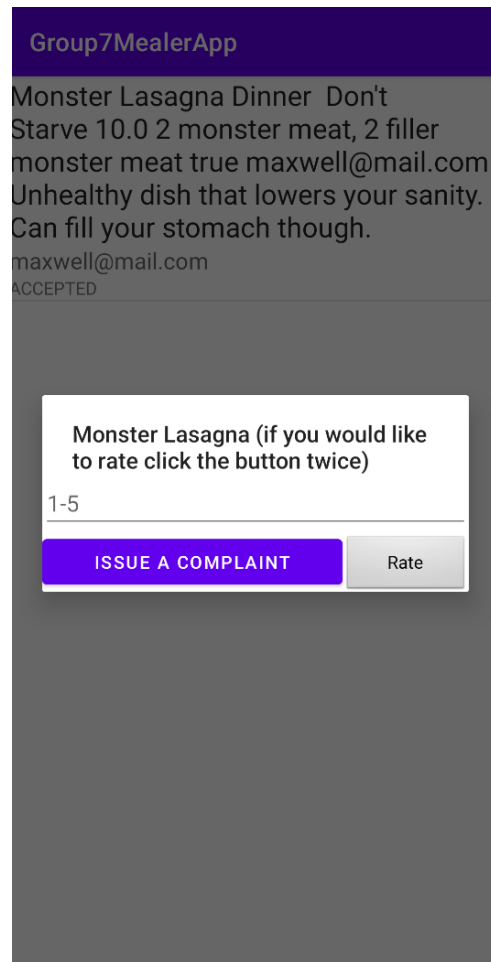 Group7MealerApp
Monster Lasagna Dinner  Don't
Starve 10.0 2 monster meat, 2 filler
monster meat true maxwell@mail.com
Unhealthy dish that lowers your sanity.
Can fill your stomach though.
maxwell@mail.com
ACCEPTED
Monster Lasagna (if you would like
to rate click the button twice)
1-5
ISSUE A COMPLAINT
Rate